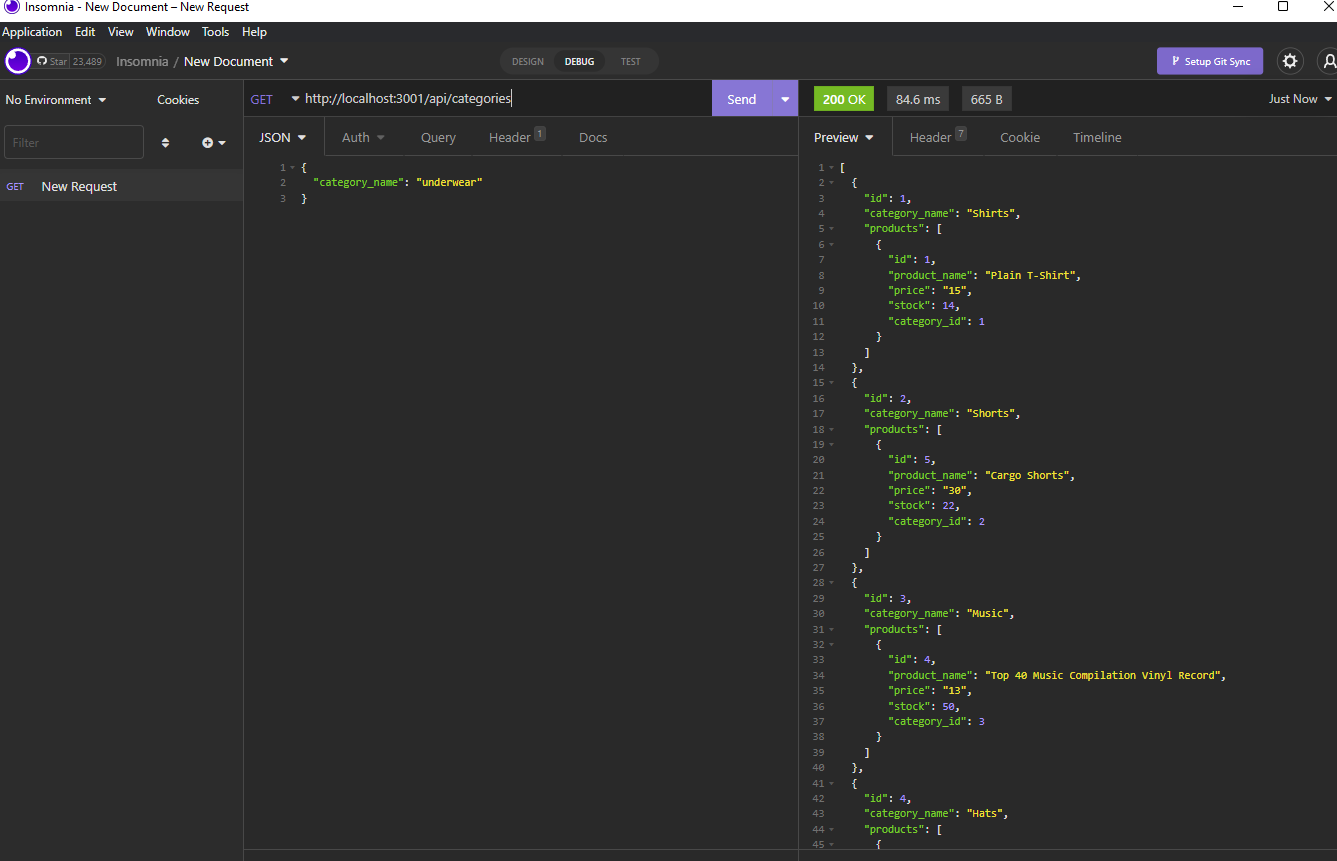 Insomnia - New Document – New Request
Application Edit View Window Tools Help
Star 23,489 Insomnia / New Document DESIGN DEBUG TEST Setup Git Sync
No Environment Cookies
Filter
GET New Request
GET http://localhost:3001/api/categories Send
JSON Auth Query Header 1 Docs
1 {
2 "category_name": "underwear"
3 }
200 OK 84.6 ms 665 B Just Now
Preview Header 7 Cookie Timeline
1 [
2 {
3 "id": 1,
4 "category_name": "Shirts",
5 "products": [
6 {
7 "id": 1,
8 "product_name": "Plain T-Shirt",
9 "price": "15",
10 "stock": 14,
11 "category_id": 1
12 }
13 ]
14 },
15 {
16 "id": 2,
17 "category_name": "Shorts",
18 "products": [
19 {
20 "id": 5,
21 "product_name": "Cargo Shorts",
22 "price": "30",
23 "stock": 22,
24 "category_id": 2
25 }
26 ]
27 },
28 {
29 "id": 3,
30 "category_name": "Music",
31 "products": [
32 {
33 "id": 4,
34 "product_name": "Top 40 Music Compilation Vinyl Record",
35 "price": "13",
36 "stock": 50,
37 "category_id": 3
38 }
39 ]
40 },
41 {
42 "id": 4,
43 "category_name": "Hats",
44 "products": [
45 {